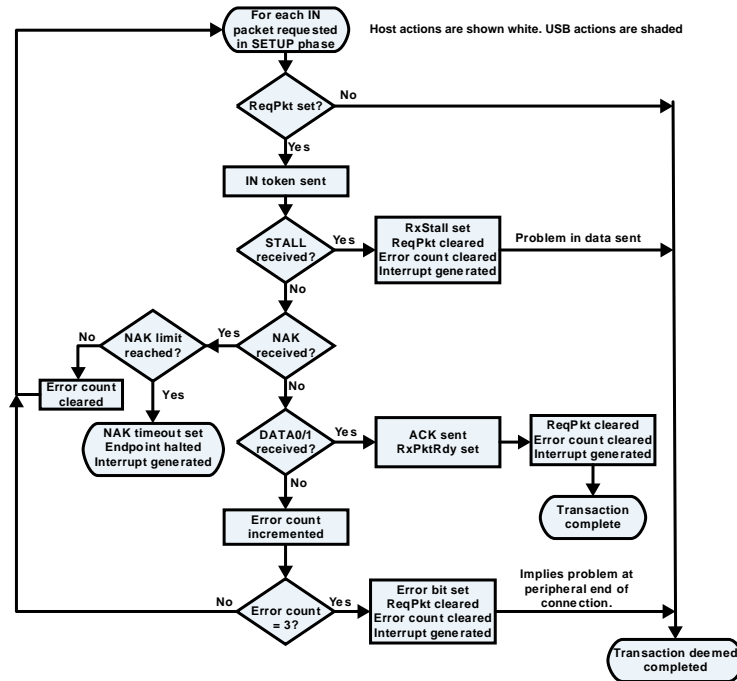 For each IN
packet requested
in SETUP phase
Host actions are shown white. USB actions are shaded
ReqPkt set?
No
Yes
IN token sent
STALL
received?
Yes
RxStall set
ReqPkt cleared
Error count cleared
Interrupt generated
Problem in data sent
No
NAK limit
reached?
No
Yes
NAK
received?
Error count
cleared
Yes
No
NAK timeout set
Endpoint halted
Interrupt generated
DATA0/1
received?
Yes
ACK sent
RxPktRdy set
ReqPkt cleared
Error count cleared
Interrupt generated
No
Transaction
complete
Error count
incremented
No
Error count
= 3?
Yes
Error bit set
ReqPkt cleared
Error count cleared
Interrupt generated
Implies problem at
peripheral end of
connection.
Transaction deemed
completed